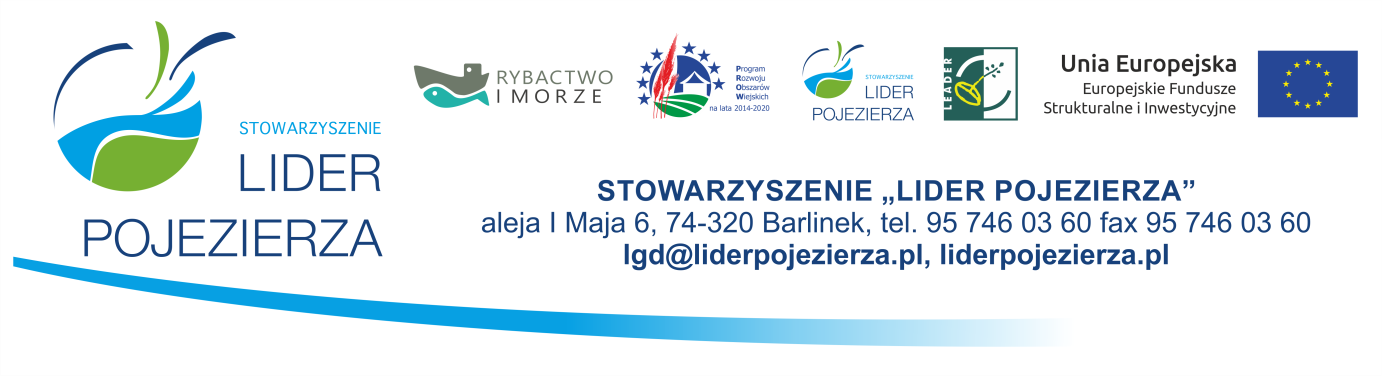 STOWARZYSZENIE
LIDER
POJEZIERZA
RYBACTWO
I MORZE
Program
Rozwoju
Obszarów
Wiejskich
na lata 2014-2020
STOWARZYSZENIE
LIDER
POJEZIERZA
LEADER
Unia Europejska
Europejskie Fundusze
Strukturalne i Inwestycyjne
STOWARZYSZENIE „LIDER POJEZIERZA”
aleja I Maja 6, 74-320 Barlinek, tel. 95 746 03 60 fax 95 746 03 60
lgd@liderpojezierza.pl, liderpojezierza.pl